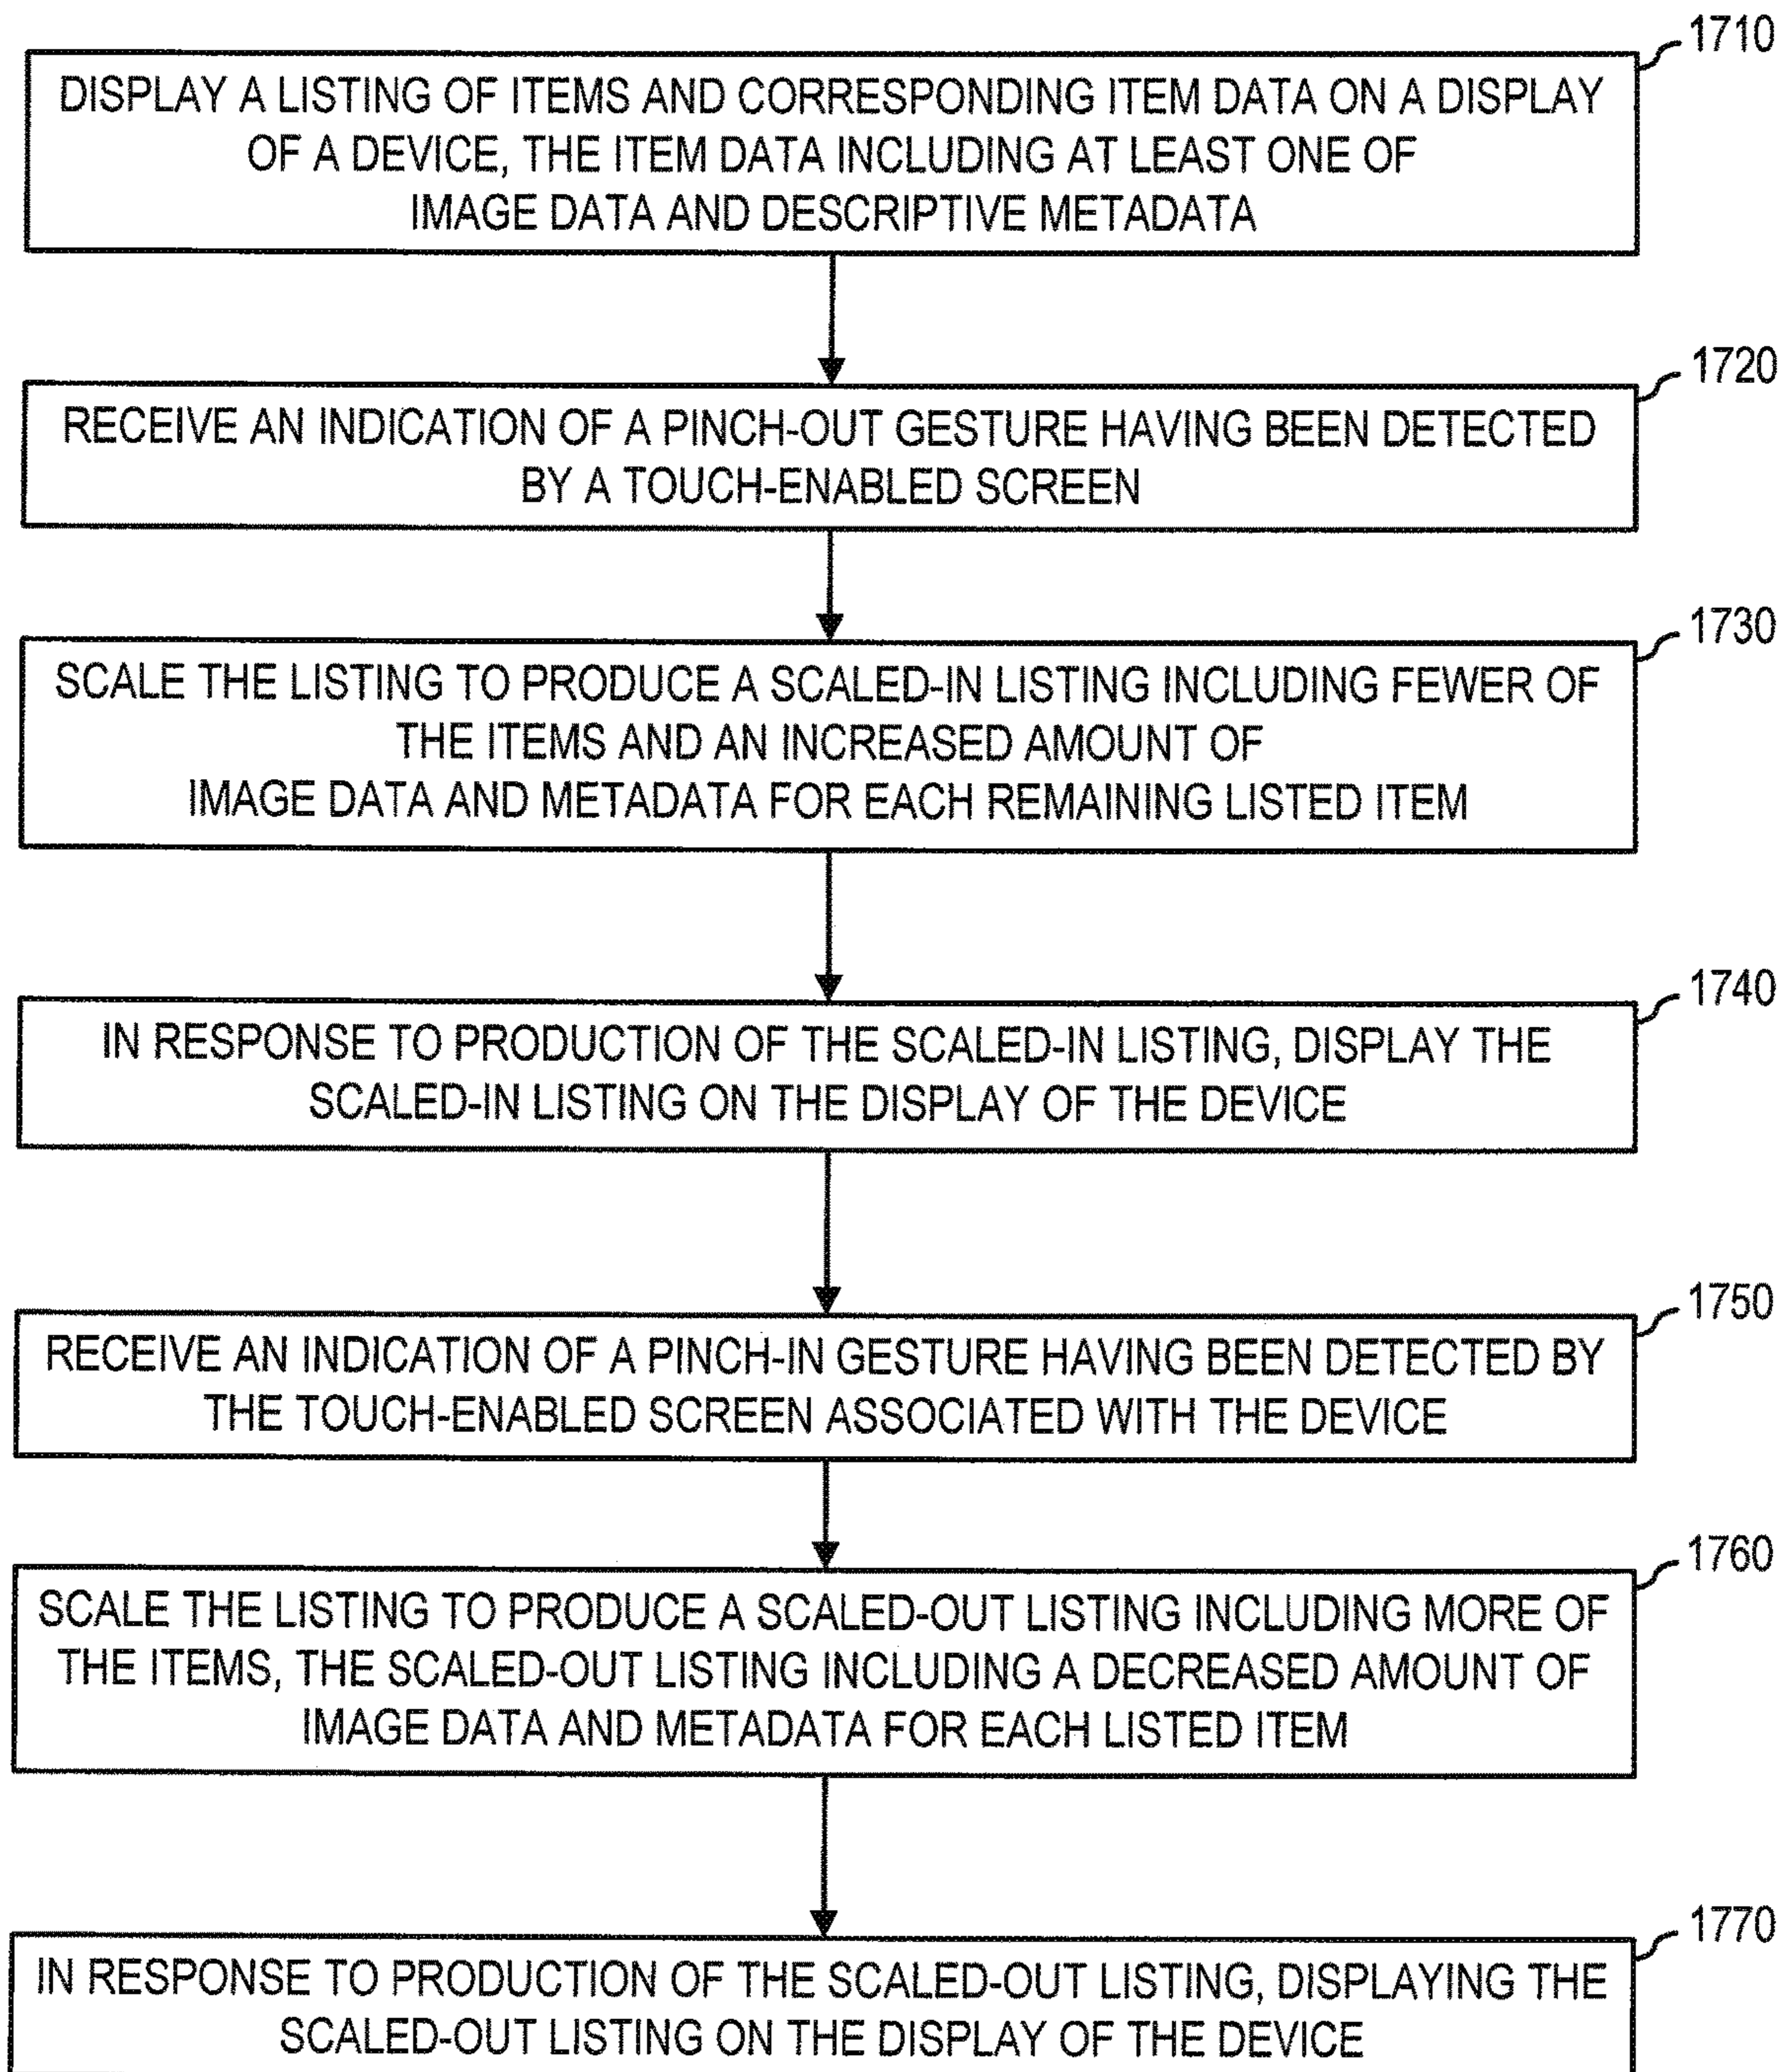 1710
DISPLAY A LISTING OF ITEMS AND CORRESPONDING ITEM DATA ON A DISPLAY
OF A DEVICE, THE ITEM DATA INCLUDING AT LEAST ONE OF
IMAGE DATA AND DESCRIPTIVE METADATA
1720
RECEIVE AN INDICATION OF A PINCH-OUT GESTURE HAVING BEEN DETECTED
BY A TOUCH-ENABLED SCREEN
1730
SCALE THE LISTING TO PRODUCE A SCALED-IN LISTING INCLUDING FEWER OF
THE ITEMS AND AN INCREASED AMOUNT OF
IMAGE DATA AND METADATA FOR EACH REMAINING LISTED ITEM
1740
IN RESPONSE TO PRODUCTION OF THE SCALED-IN LISTING, DISPLAY THE
SCALED-IN LISTING ON THE DISPLAY OF THE DEVICE
1750
RECEIVE AN INDICATION OF A PINCH-IN GESTURE HAVING BEEN DETECTED BY
THE TOUCH-ENABLED SCREEN ASSOCIATED WITH THE DEVICE
1760
SCALE THE LISTING TO PRODUCE A SCALED-OUT LISTING INCLUDING MORE OF
THE ITEMS, THE SCALED-OUT LISTING INCLUDING A DECREASED AMOUNT OF
IMAGE DATA AND METADATA FOR EACH LISTED ITEM
1770
IN RESPONSE TO PRODUCTION OF THE SCALED-OUT LISTING, DISPLAYING THE
SCALED-OUT LISTING ON THE DISPLAY OF THE DEVICE